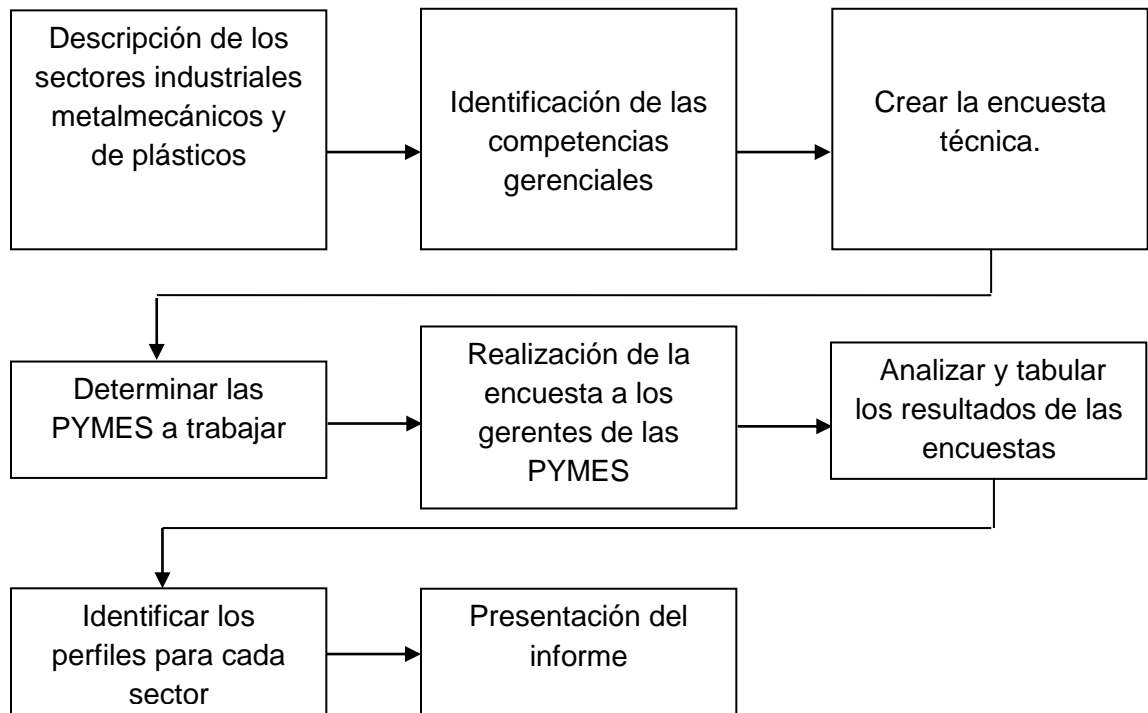 Descripción de los
sectores industriales
metalmecánicos y
de plásticos
Identificación de las
competencias
gerenciales
Crear la encuesta
técnica.
Determinar las
PYMES a trabajar
Realización de la
encuesta a los
gerentes de las
PYMES
Analizar y tabular
los resultados de las
encuestas
Identificar los
perfiles para cada
sector
Presentación del
informe